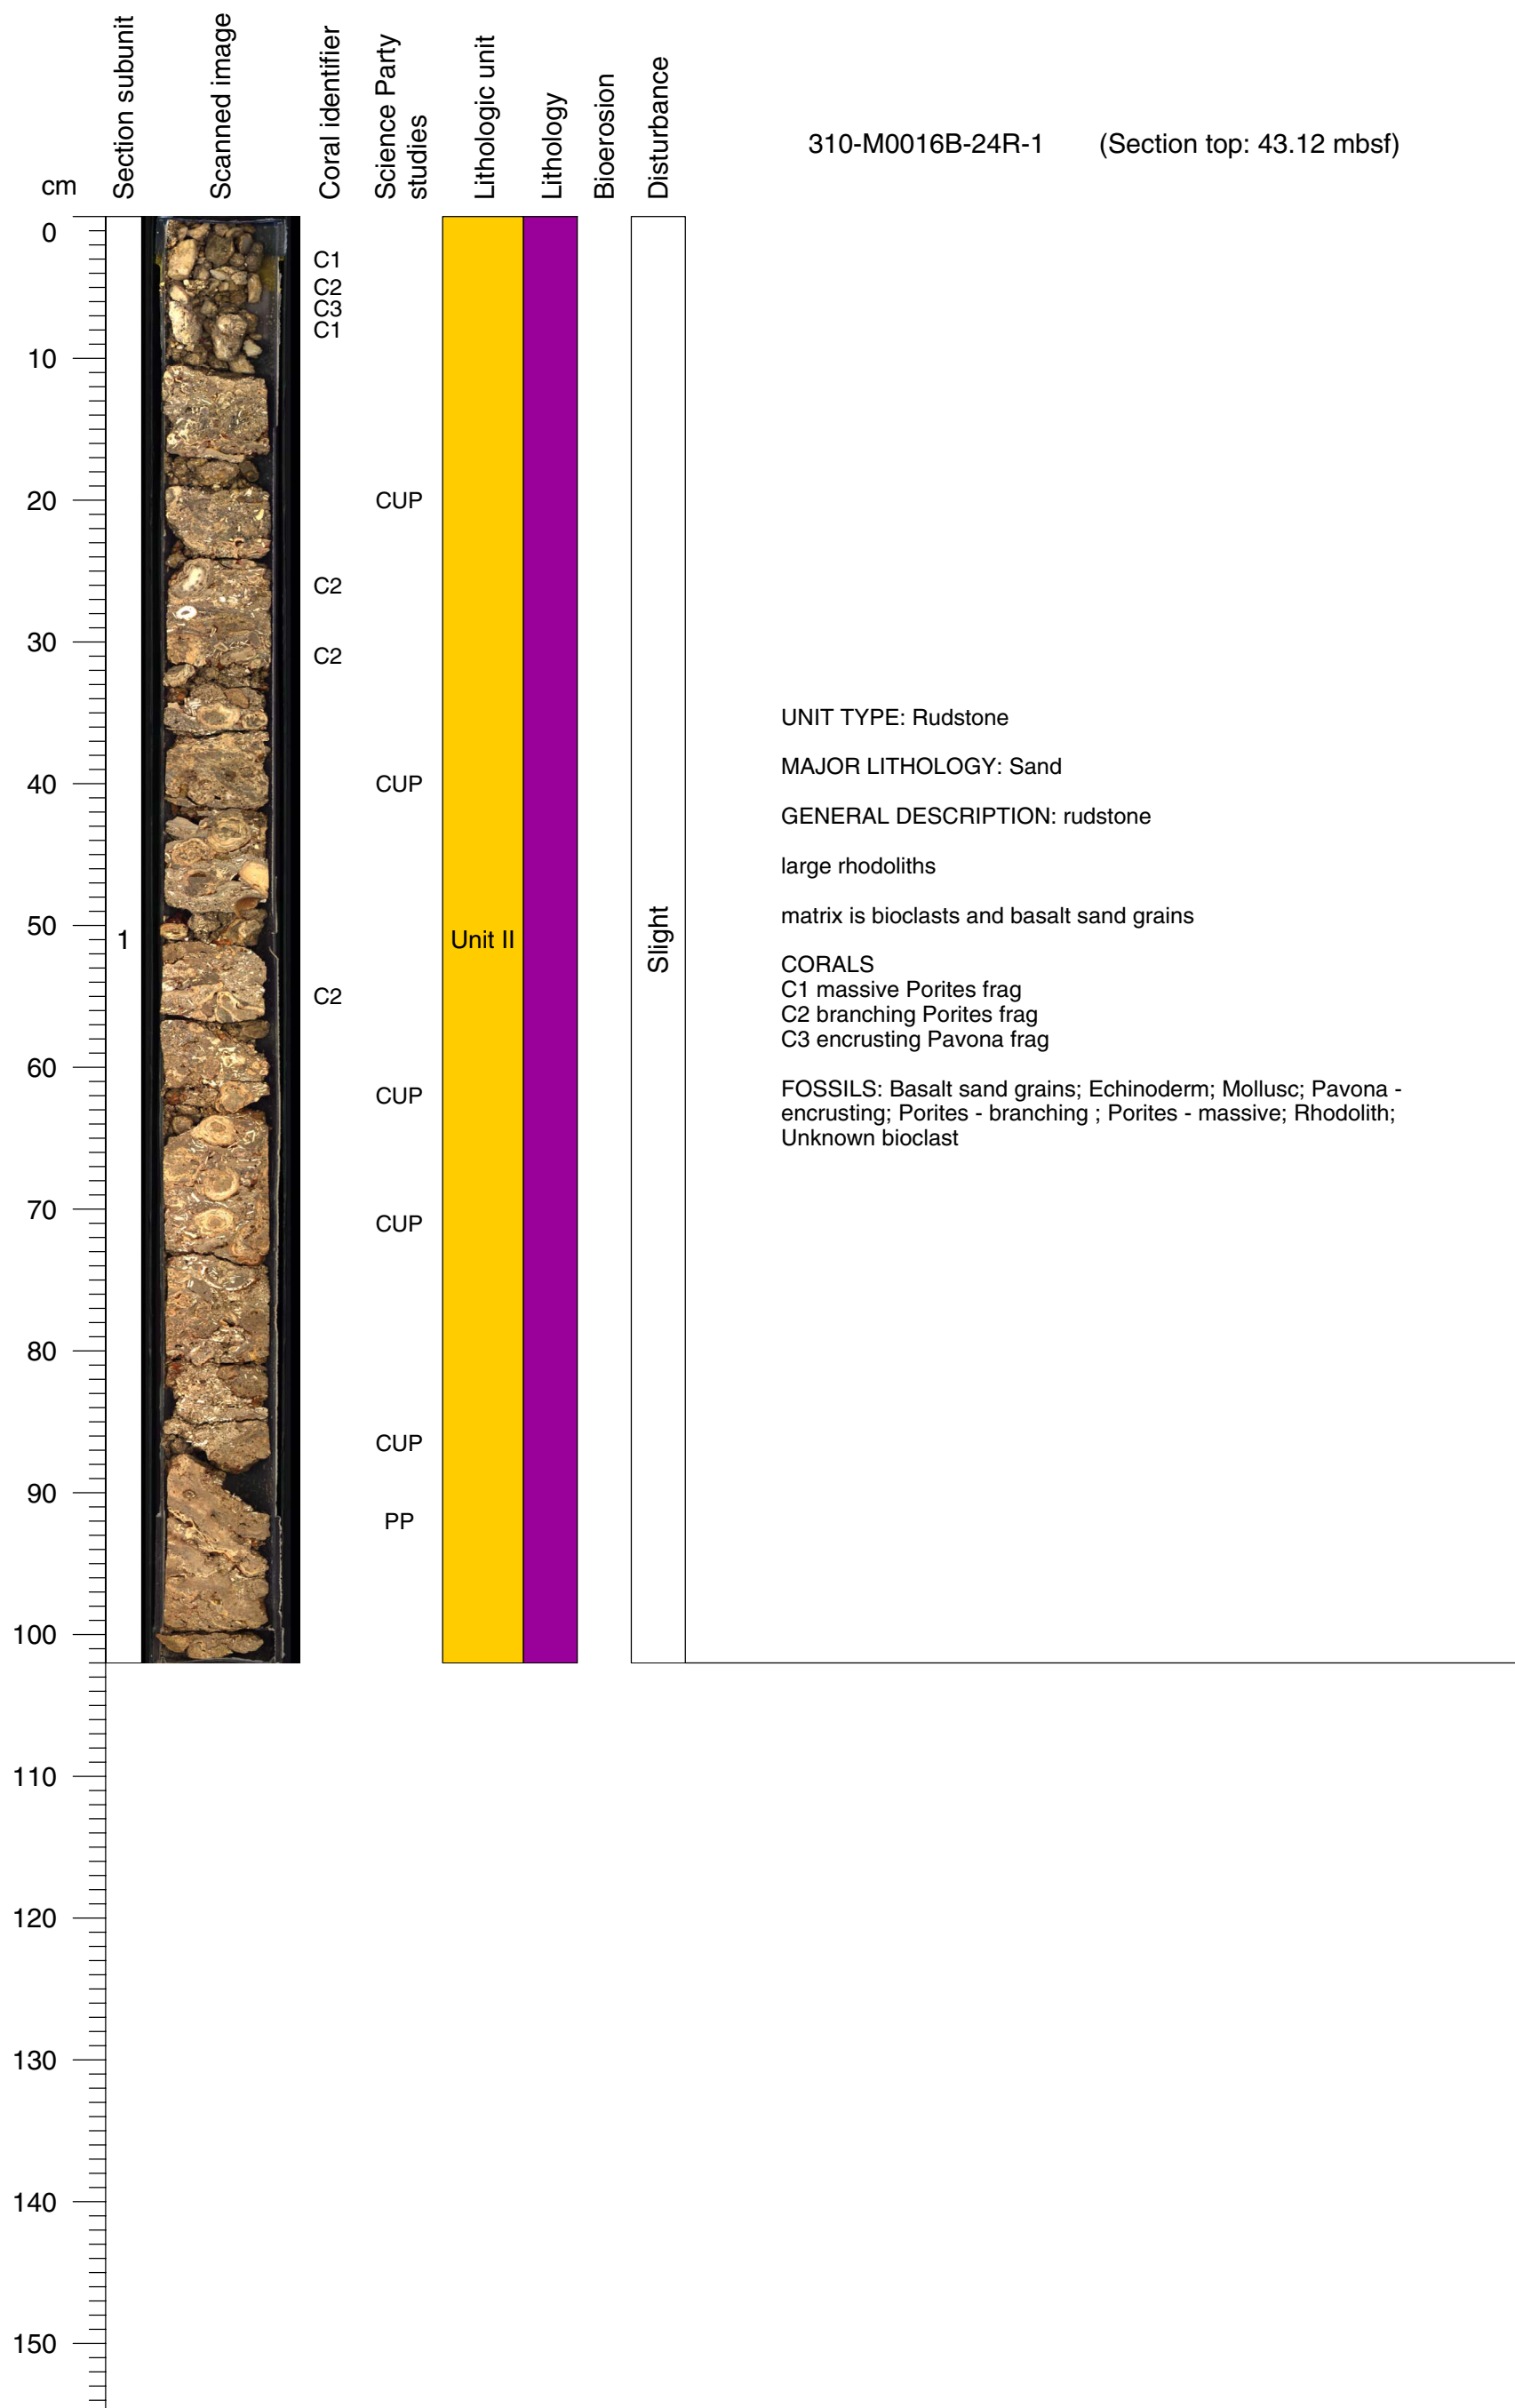 Section subunit
Scanned image
Coral identifier
Science Party
studies
Lithologic unit
Lithology
Bioerosion
Disturbance
310-M0016B-24R-1 (Section top: 43.12 mbsf)
cm
0
C1
C2
C3
C1
10
20
CUP
C2
30
C2
40
CUP
50
1
Unit II
Slight
C2
60
CUP
70
CUP
80
CUP
90
PP
100
110
120
130
140
150
UNIT TYPE: Rudstone
MAJOR LITHOLOGY: Sand
GENERAL DESCRIPTION: rudstone
large rhodoliths
matrix is bioclasts and basalt sand grains
CORALS
C1 massive Porites frag
C2 branching Porites frag
C3 encrusting Pavona frag
FOSSILS: Basalt sand grains; Echinoderm; Mollusc; Pavona -
encrusting; Porites - branching ; Porites - massive; Rhodolith;
Unknown bioclast